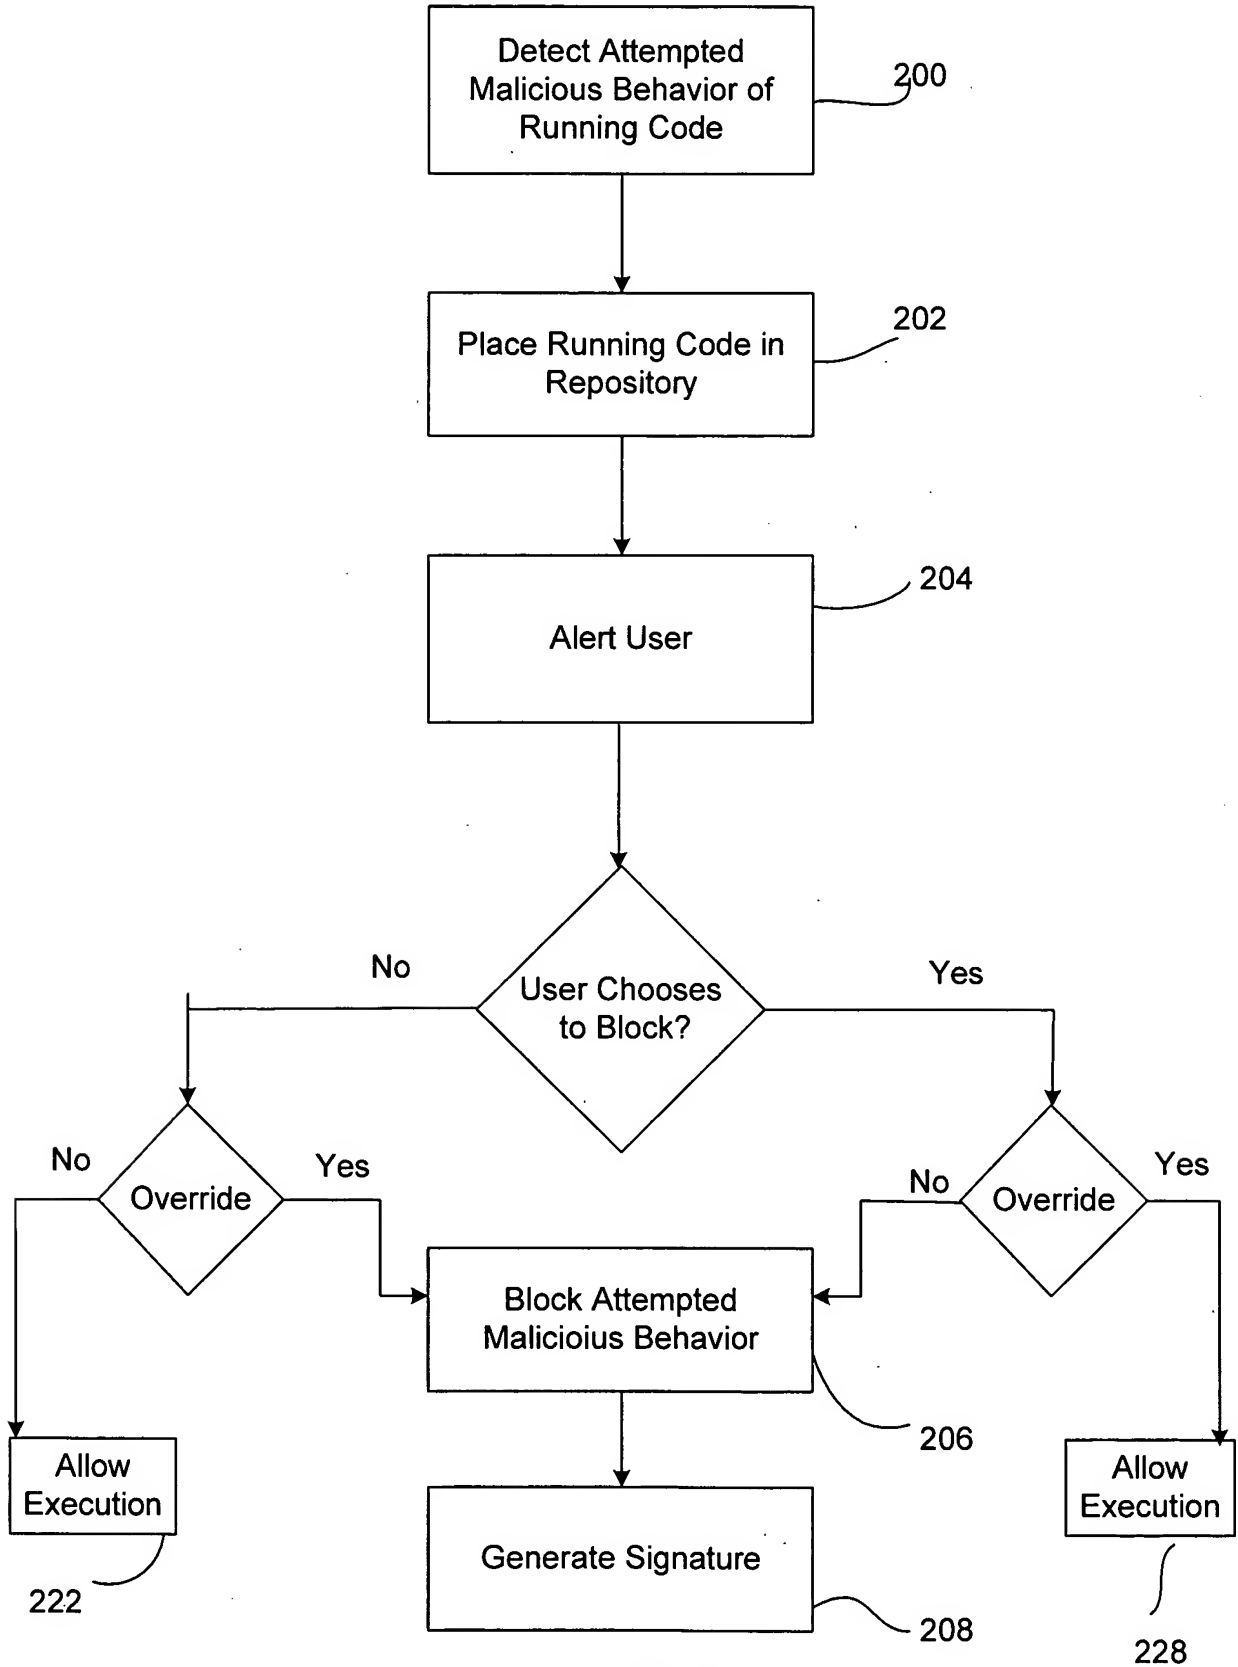 Detect Attempted
Malicious Behavior of
Running Code
200
Place Running Code in
Repository
202
Alert User
204
User Chooses
to Block?
No
Yes
Override
No
Yes
Override
No
Yes
Block Attempted
Malicioius Behavior
206
Allow
Execution
222
Allow
Execution
228
Generate Signature
208